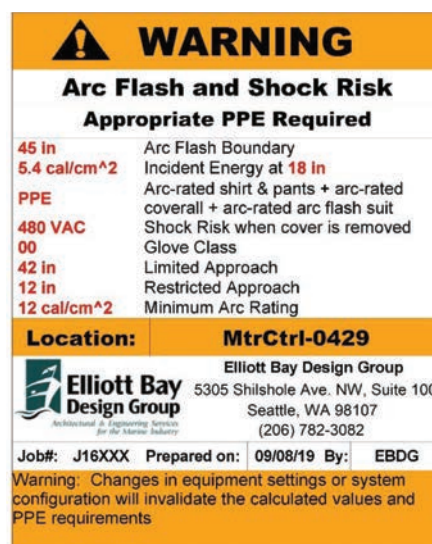 WARNING
Arc Flash and Shock Risk
Appropriate PPE Required
45 in Arc Flash Boundary
5.4 cal/cm^2 Incident Energy at 18 in
PPE Arc-rated shirt & pants + arc-rated
coverall + arc-rated arc flash suit
480 VAC Shock Risk when cover is removed
00 Glove Class
42 in Limited Approach
12 in Restricted Approach
12 cal/cm^2 Minimum Arc Rating
Location: MtrCtrl-0429
Elliott Bay
Design Group
Architectural & Engineering Services
for the Marine Industry
Elliott Bay Design Group
5305 Shilshole Ave. NW, Suite 100
Seattle, WA 98107
(206) 782-3082
Job#: J16XXX Prepared on: 09/08/19 By: EBDG
Warning: Changes in equipment settings or system
configuration will invalidate the calculated values and
PPE requirements